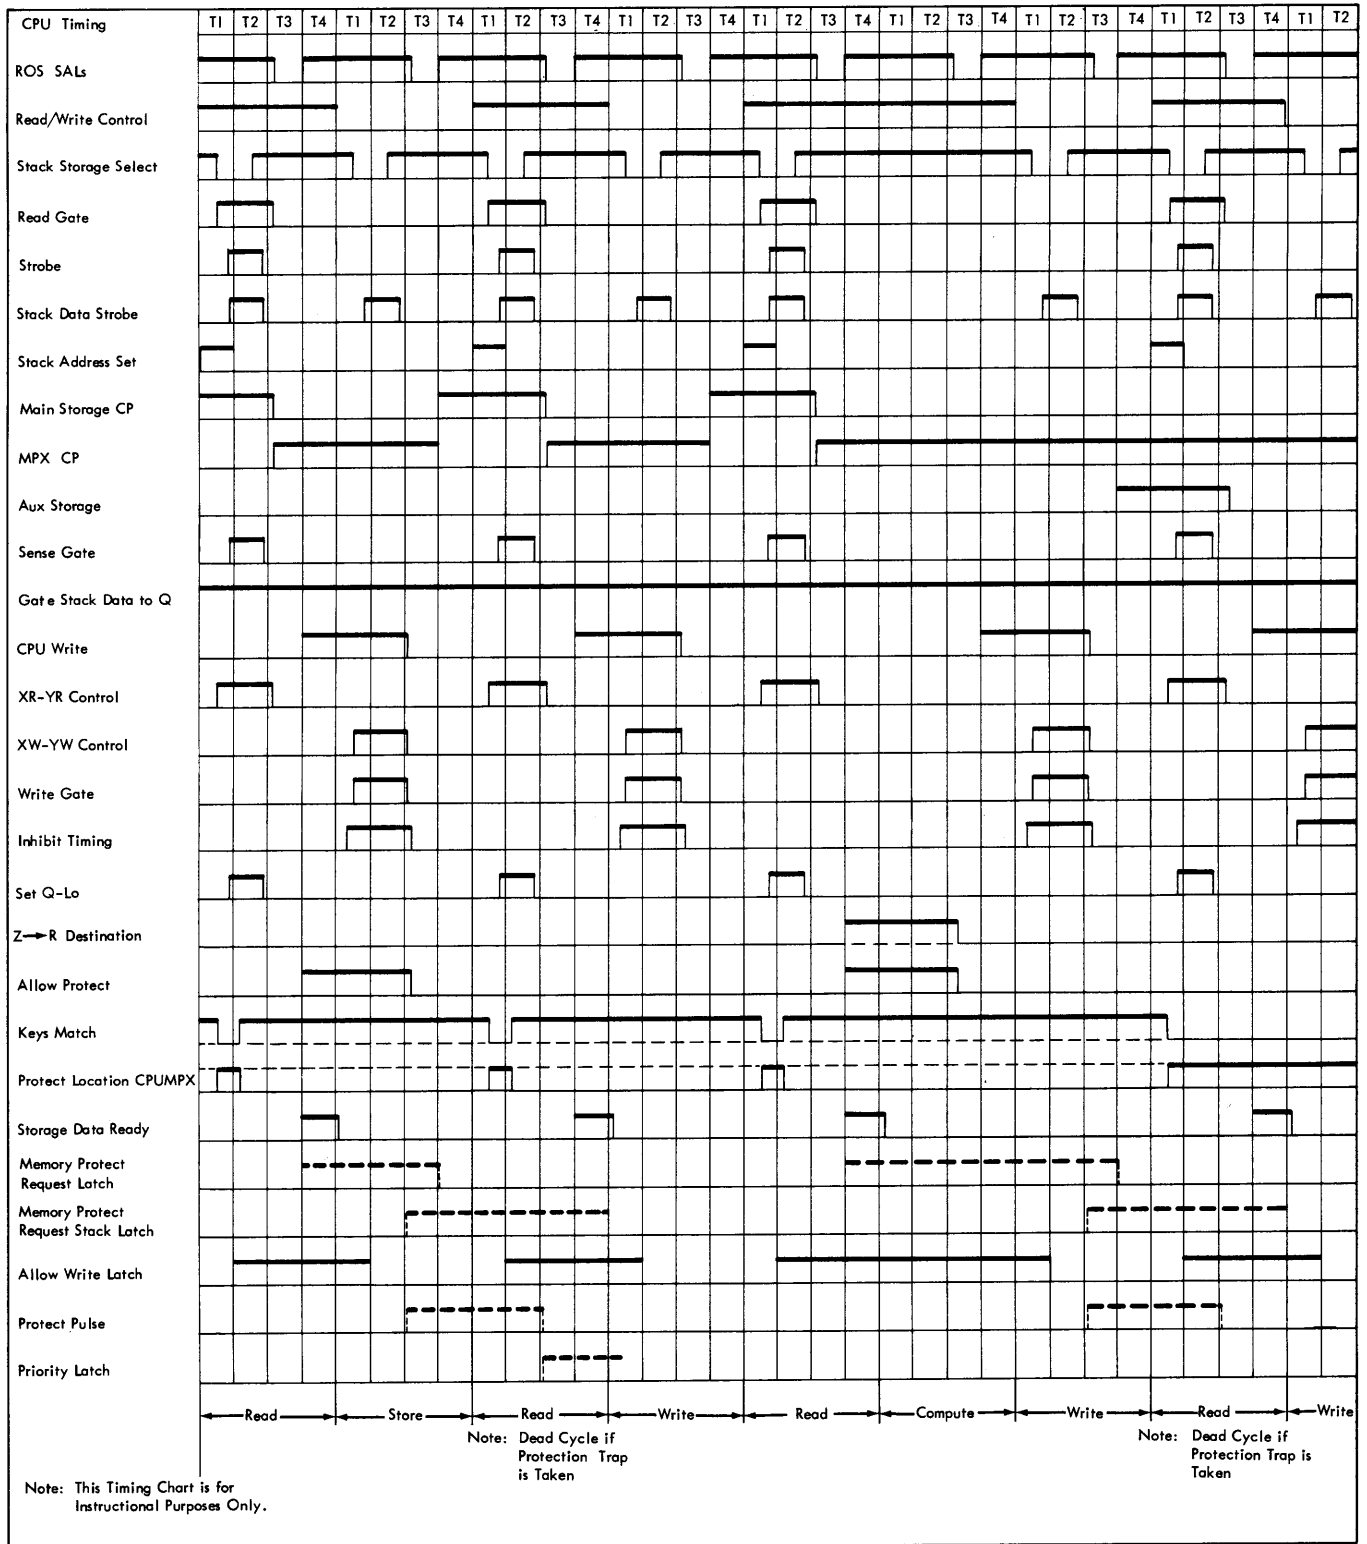 CPU Timing T1 T2 T3 T4 T1 T2 T3 T4 T1 T2 T3 T4 T1 T2 T3 T4 T1 T2 T3 T4 T1 T2 T3 T4 T1 T2 T3 T4 T1 T2 T3 T4 T1 T2
ROS SALs
Read/Write Control
Stack Storage Select
Read Gate
Strobe
Stack Data Strobe
Stack Address Set
Main Storage CP
MPX CP
Aux Storage
Sense Gate
Gate Stack Data to Q
CPU Write
XR-YR Control
XW-YW Control
Write Gate
Inhibit Timing
Set Q-Lo
Z→R Destination
Allow Protect
Keys Match
Protect Location CPUMPX
Storage Data Ready
Memory Protect
Request Latch
Memory Protect
Request Stack Latch
Allow Write Latch
Protect Pulse
Priority Latch
Read Store Read Write Read Compute Write Read Write
Note: Dead Cycle if
Protection Trap
is Taken
Note: Dead Cycle if
Protection Trap is
Taken
Note: This Timing Chart is for
Instructional Purposes Only.